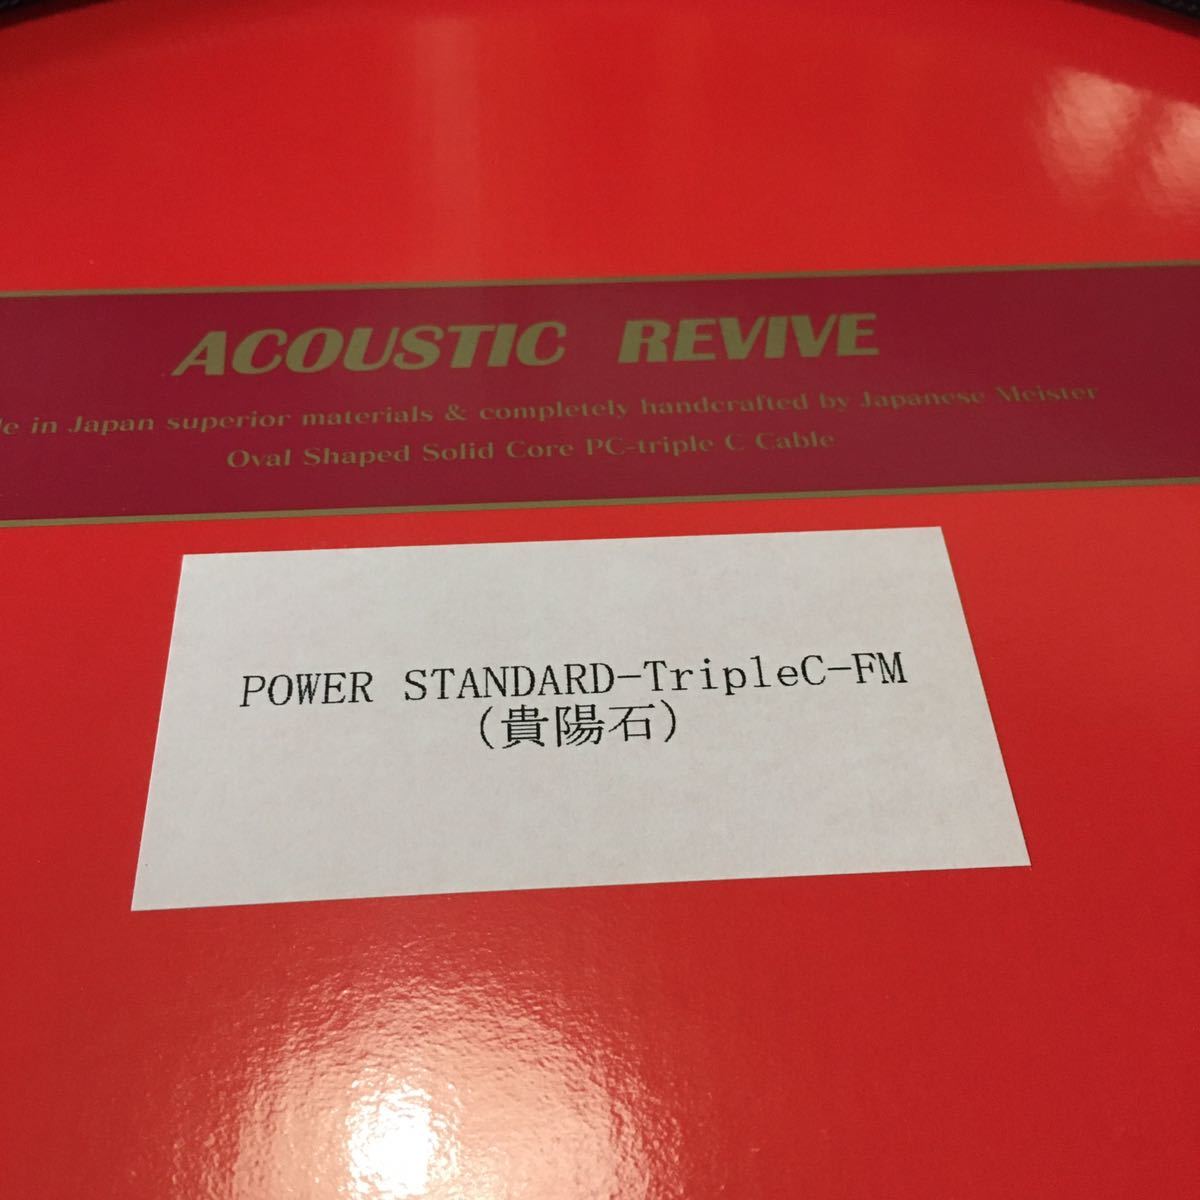 ACOUSTIC REVIVE
in Japan superior materials & completely handcrafted by Japanese Meister
Oval Shaped Solid Core PC-triple C Cable
POWER STANDARD-TripleC-FM
(貴陽石)